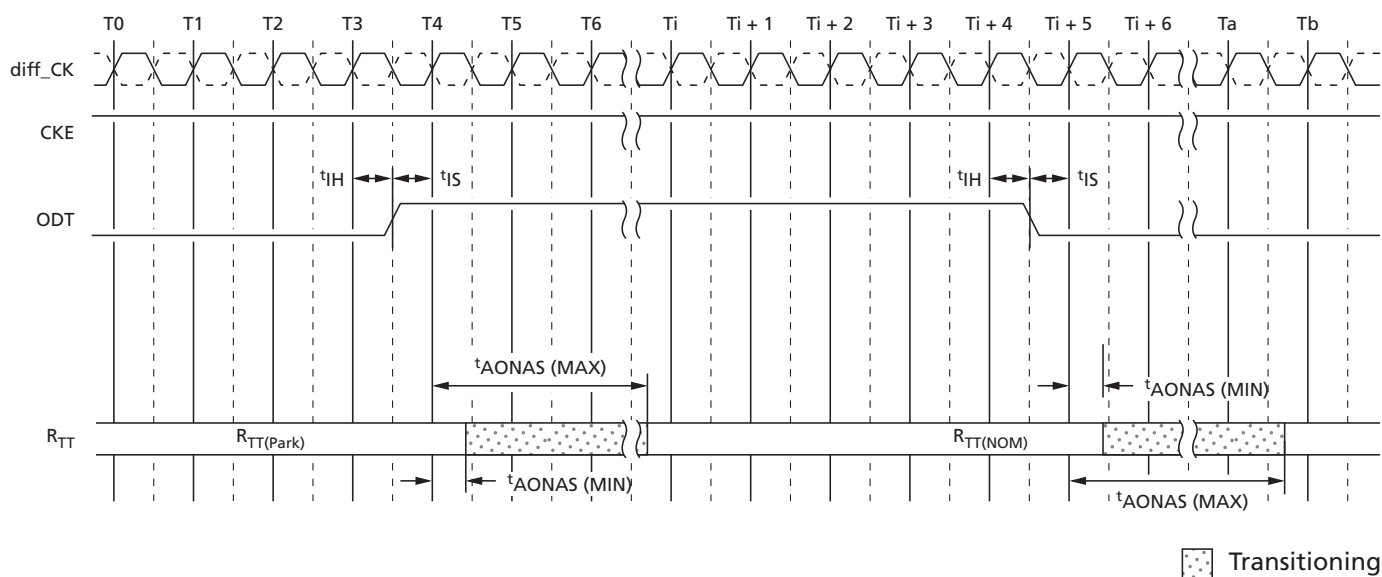 T0 T1 T2 T3 T4 T5 T6 Ti Ti + 1 Ti + 2 Ti + 3 Ti + 4 Ti + 5 Ti + 6 Ta Tb
diff_CK
CKE
tIH tIS tIH tIS
ODT
tAONAS (MAX)
tAONAS (MIN)
RTT RTT(Park) RTT(NOM)
tAONAS (MIN)
tAONAS (MAX)
Transitioning